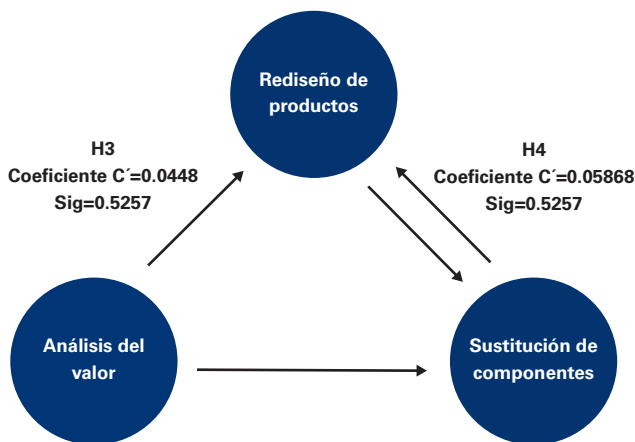 Rediseño de
productos
H3
Coeficiente C´=0.0448
Sig=0.5257
H4
Coeficiente C´=0.05868
Sig=0.5257
Análisis del
valor
Sustitución de
componentes